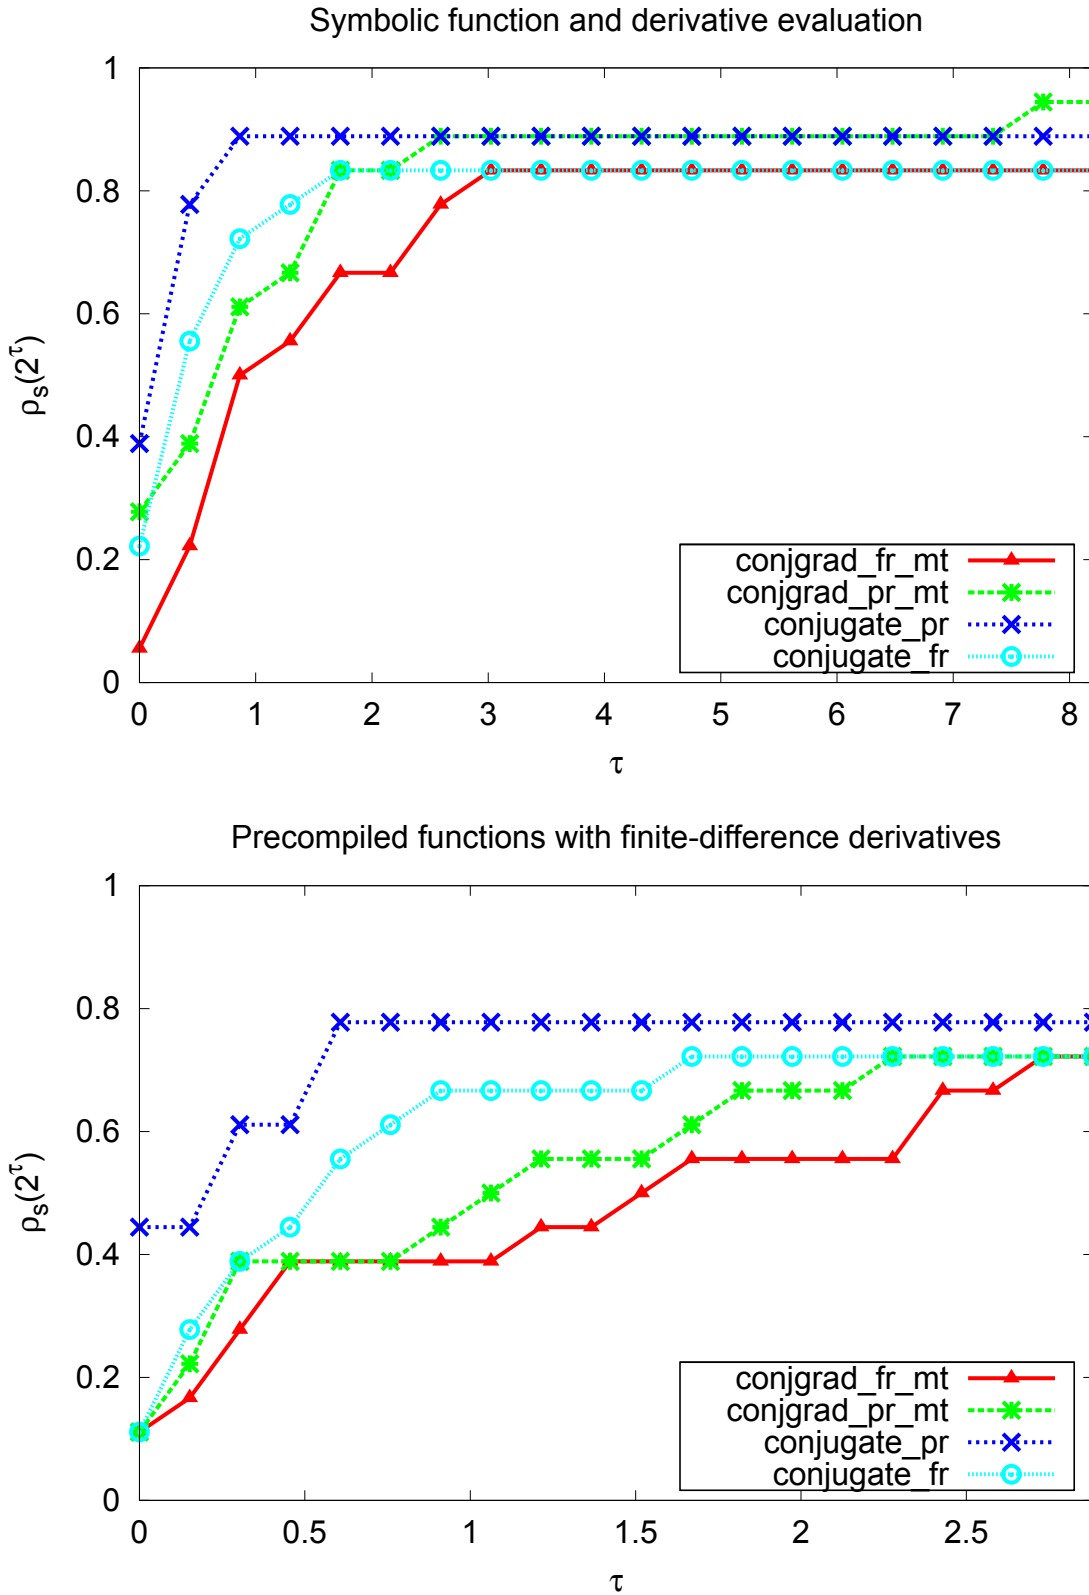 Symbolic function and derivative evaluation
1
0.8
0.6
0.4
0.2
0
ρs(2^τ)
conjgrad_fr_mt
conjgrad_pr_mt
conjugate_pr
conjugate_fr
0 1 2 3 4 5 6 7 8
τ
Precompiled functions with finite-difference derivatives
1
0.8
0.6
0.4
0.2
0
ρs(2^τ)
conjgrad_fr_mt
conjgrad_pr_mt
conjugate_pr
conjugate_fr
0 0.5 1 1.5 2 2.5
τ